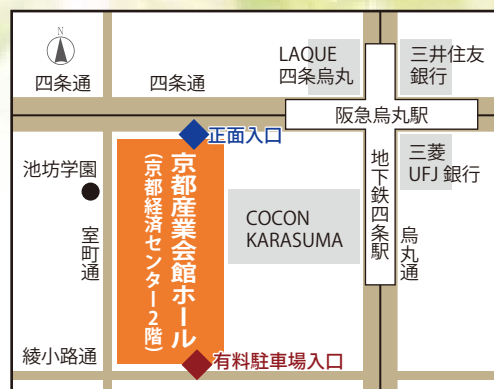 N
LAQUE
四条烏丸
三井住友
銀行
四条通
四条通
阪急烏丸駅
正面入口
三菱
UFJ 銀行
池坊学園
京都産業会館ホール
(京都経済センター2階)
地下鉄四条駅
COCON
KARASUMA
室町通
烏丸通
綾小路通
有料駐車場入口